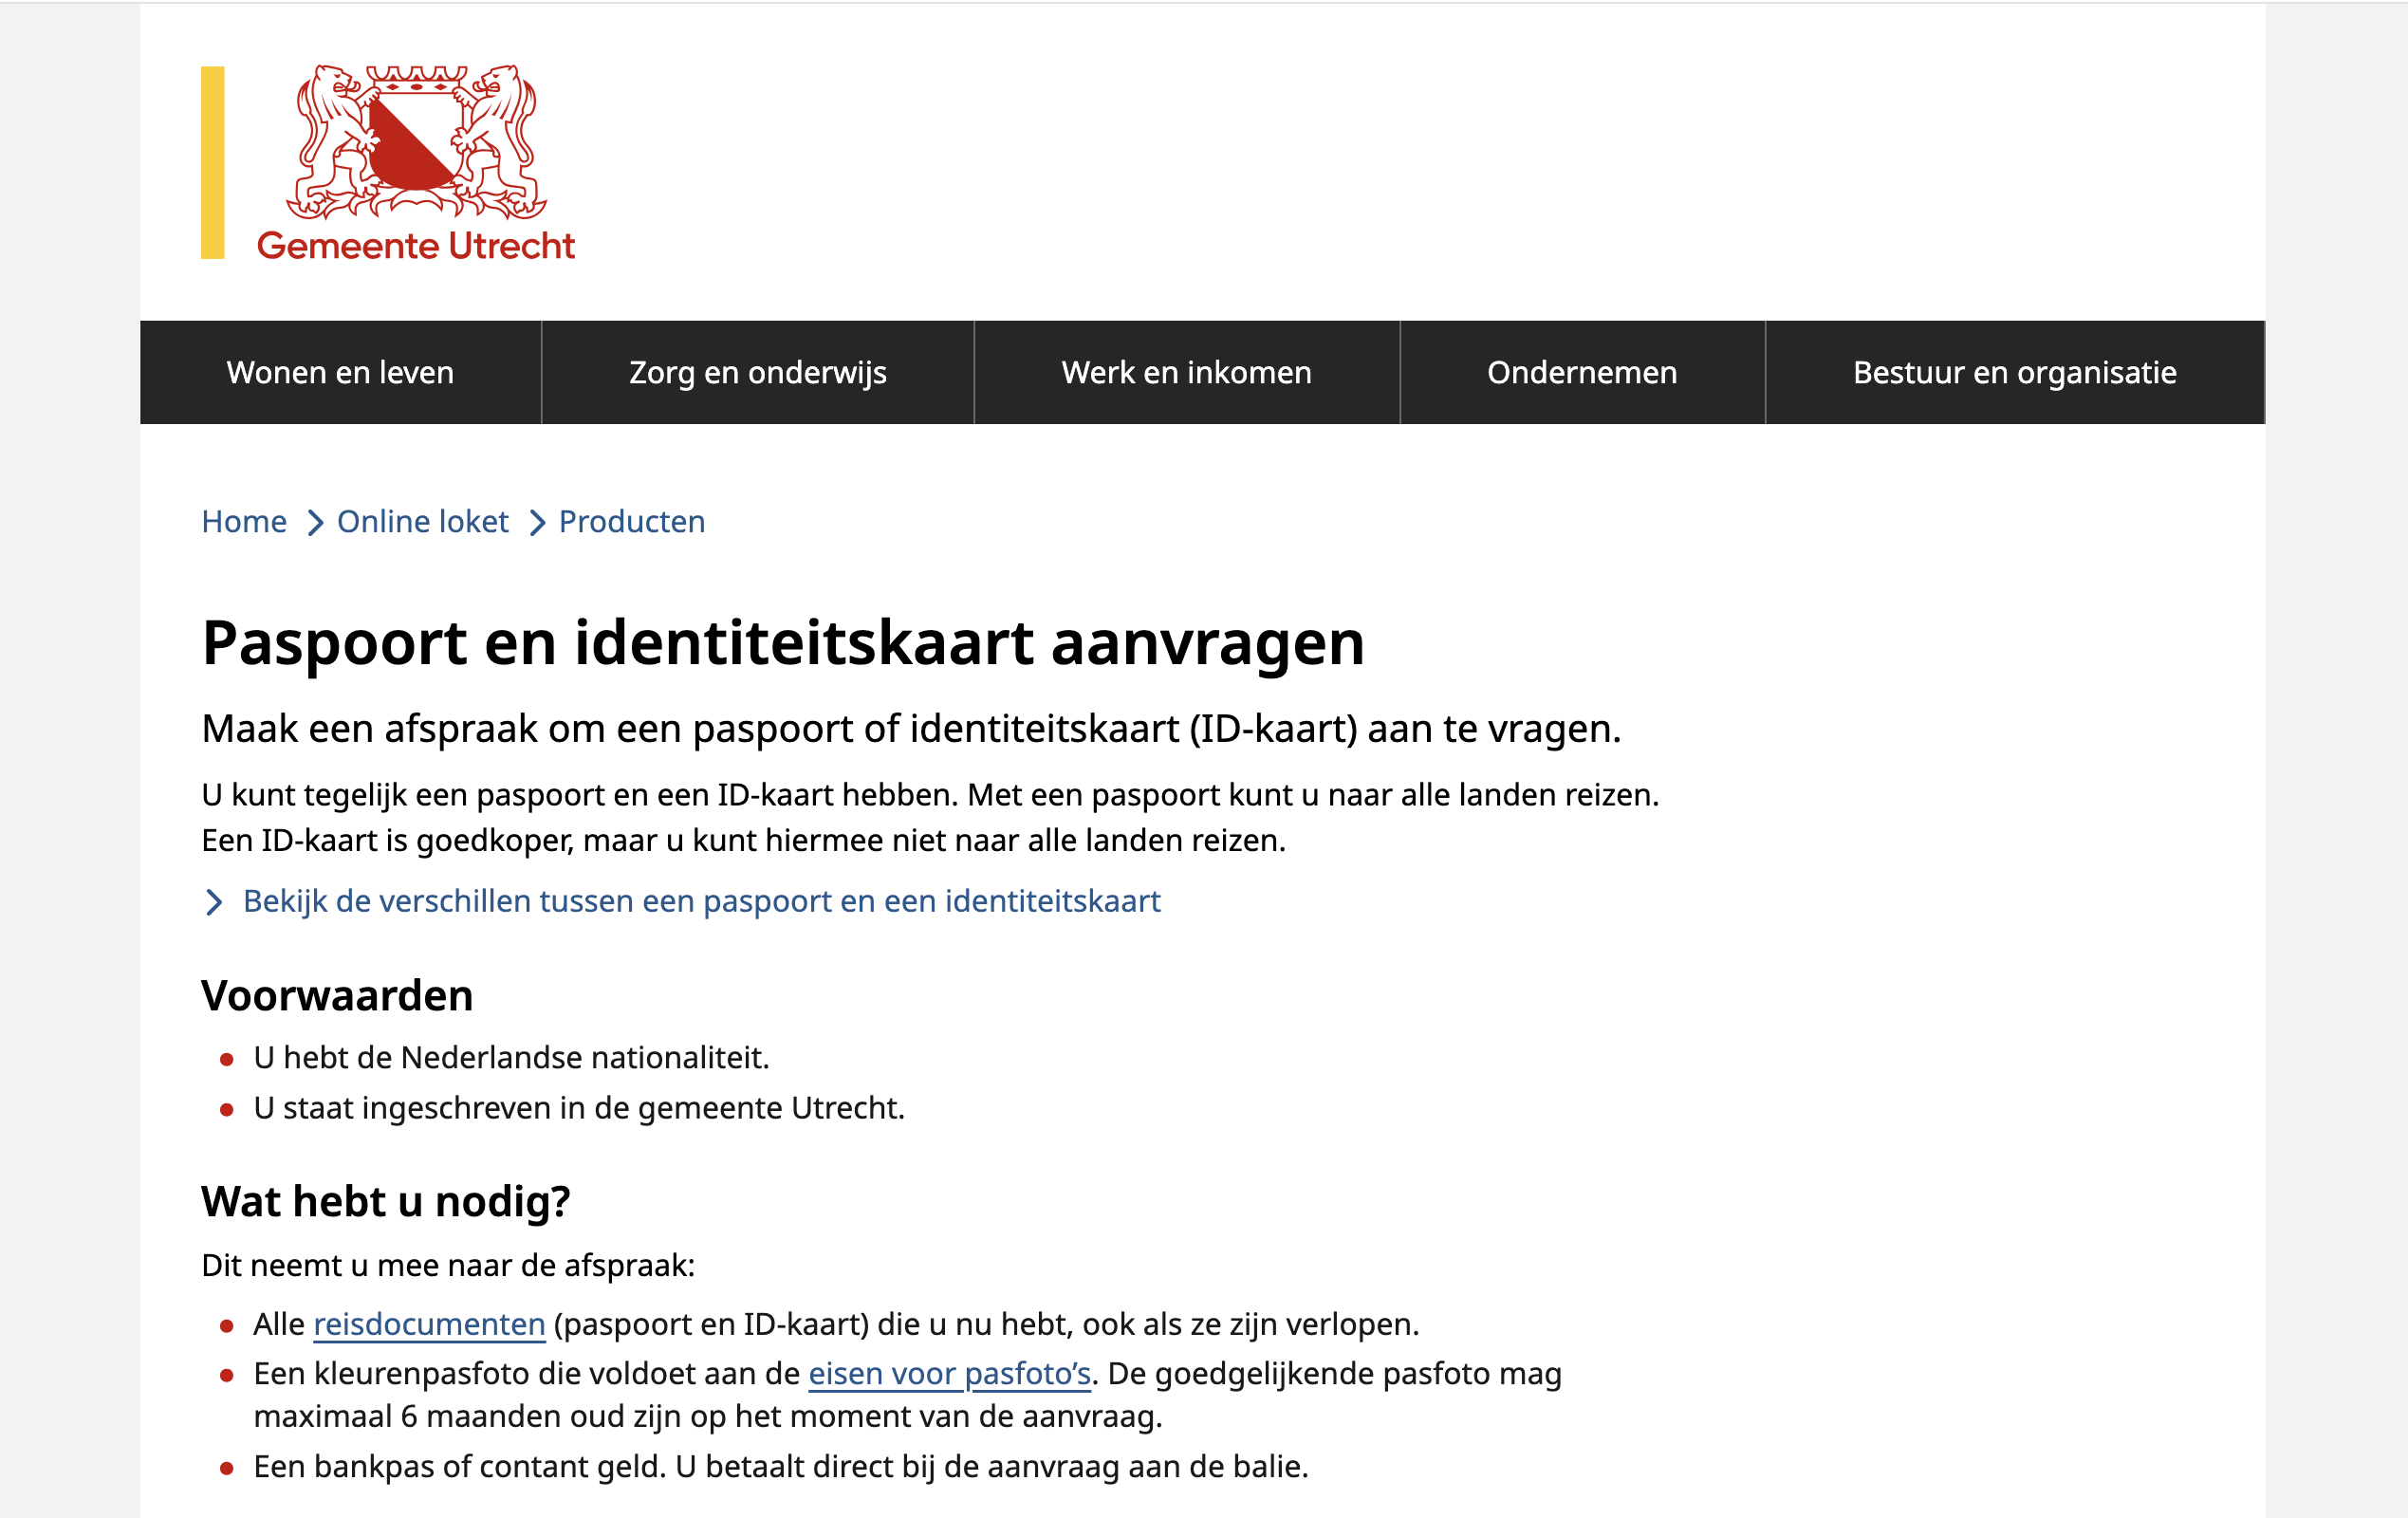 Gemeente Utrecht
Wonen en leven
Zorg en onderwijs
Werk en inkomen
Ondernemen
Bestuur en organisatie
Home
Online loket
Producten
Paspoort en identiteitskaart aanvragen
Maak een afspraak om een paspoort of identiteitskaart (ID-kaart) aan te vragen.
U kunt tegelijk een paspoort en een ID-kaart hebben. Met een paspoort kunt u naar alle landen reizen.
Een ID-kaart is goedkoper, maar u kunt hiermee niet naar alle landen reizen.
Bekijk de verschillen tussen een paspoort en een identiteitskaart
Voorwaarden
U hebt de Nederlandse nationaliteit.
U staat ingeschreven in de gemeente Utrecht.
Wat hebt u nodig?
Dit neemt u mee naar de afspraak:
Alle reisdocumenten (paspoort en ID-kaart) die u nu hebt, ook als ze zijn verlopen.
Een kleurenpasfoto die voldoet aan de eisen voor pasfoto’s. De goedgelijkende pasfoto mag
maximaal 6 maanden oud zijn op het moment van de aanvraag.
Een bankpas of contant geld. U betaalt direct bij de aanvraag aan de balie.